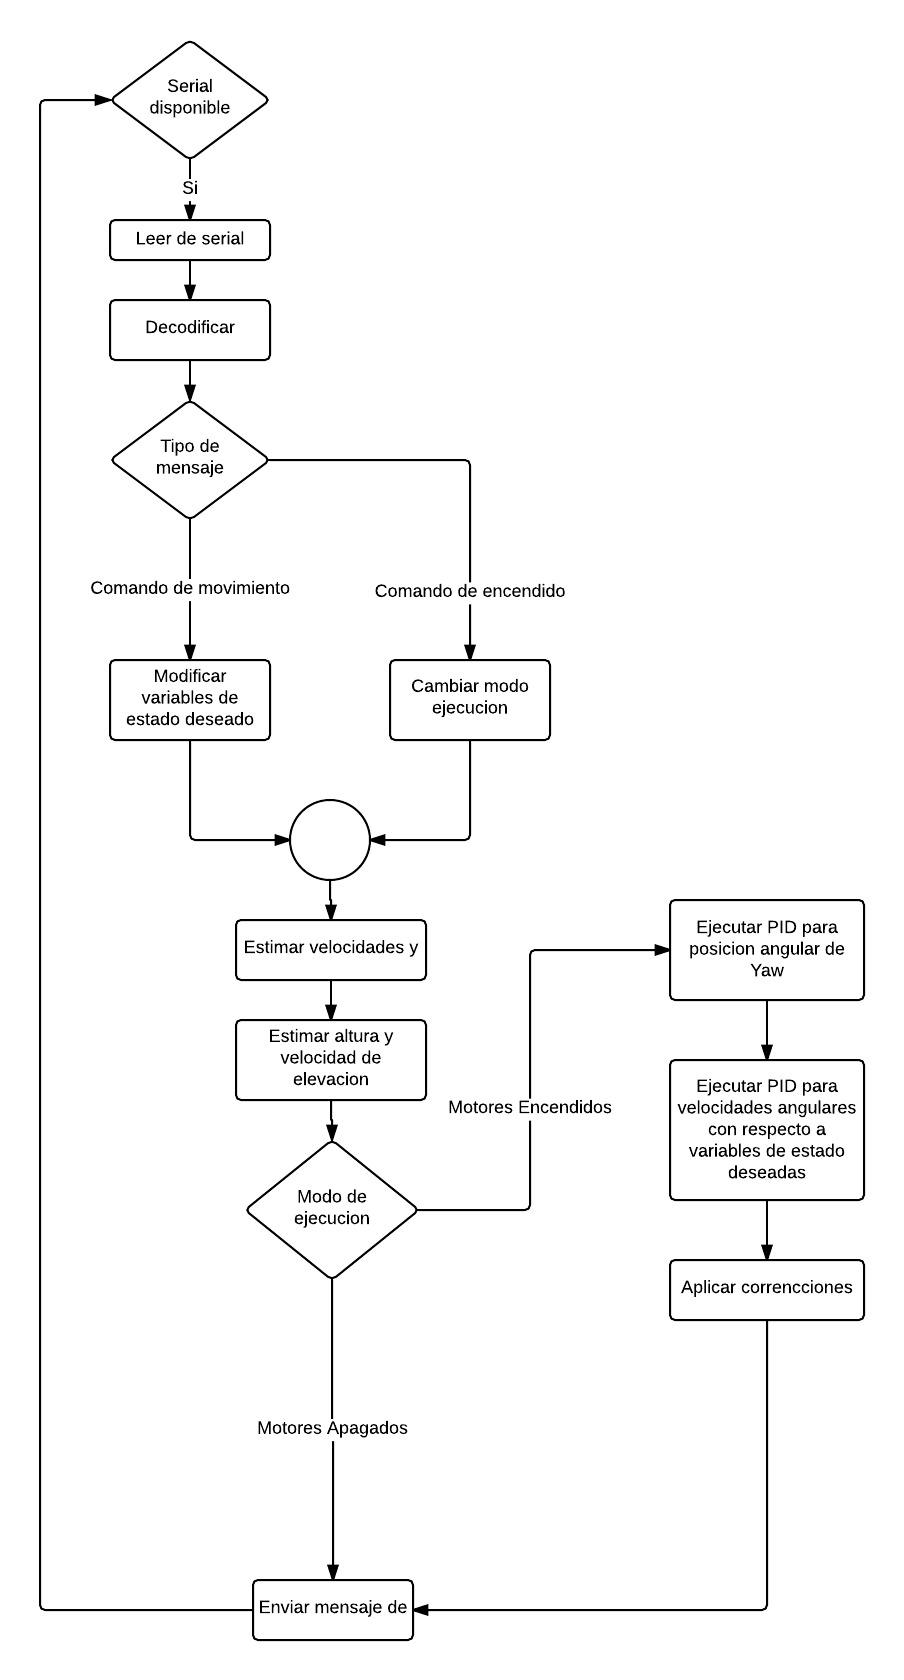 Serial
disponible
Si
Leer de serial
Decodificar
Tipo de
mensaje
Comando de movimiento
Comando de encendido
Modificar
variables de
estado deseado
Cambiar modo
ejecucion
Estimar velocidades y
Estimar altura y
velocidad de
elevacion
Modo de
ejecucion
Motores Encendidos
Ejecutar PID para
posicion angular de
Yaw
Ejecutar PID para
velocidades angulares
con respecto a
variables de estado
deseadas
Aplicar correncciones
Motores Apagados
Enviar mensaje de